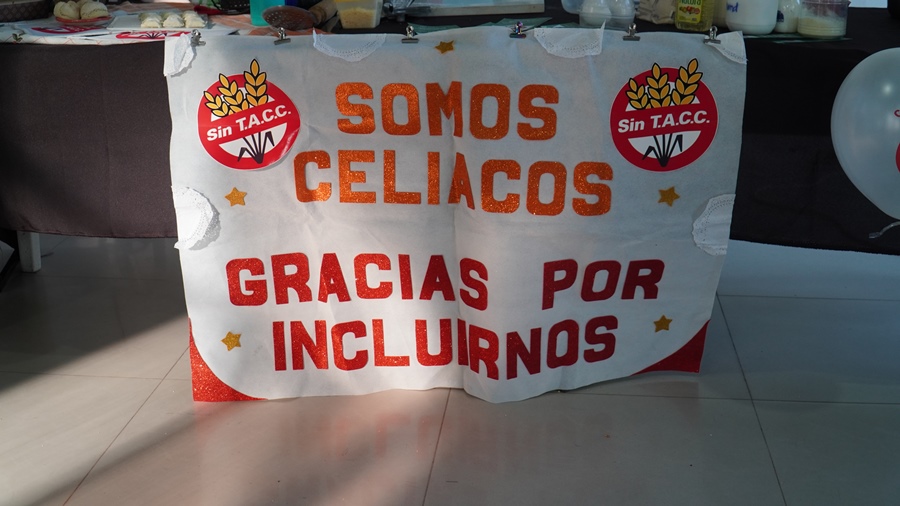 Sin T.A.C.C.
SOMOS
CELIACOS
Sin T.A.C.C.
GRACIAS POR
INCLUIRNOS